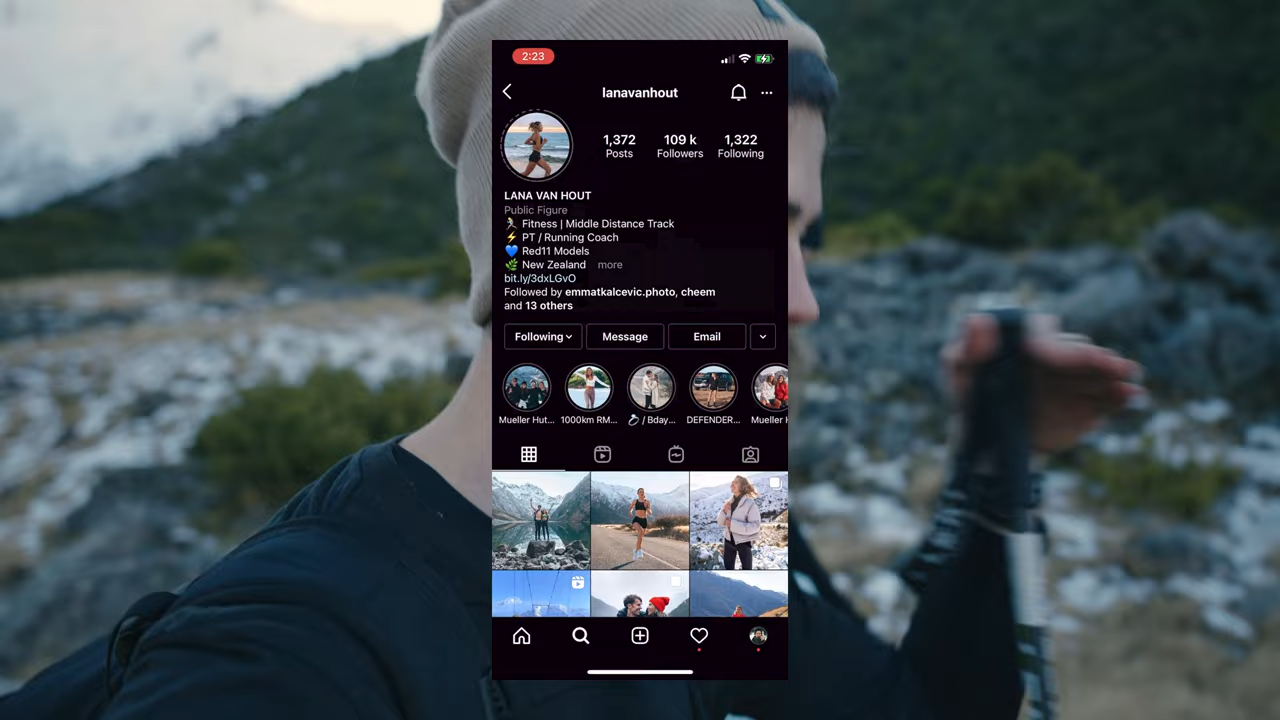 2:23
lanavanhout
1,372 109 k 1,322
Posts Followers Following
LANA VAN HOUT
Public Figure
🏃🏻‍♀️ Fitness | Middle Distance Track
⚡ PT / Running Coach
💙 Red11 Models
🌿 New Zealand more
bit.ly/3dxLGvO
Followed by emmatkalcevic.photo, cheem
and 13 others
Following Message Email
Mueller Hut... 1000km RM... 💍 / Bday... DEFENDER... Mueller H